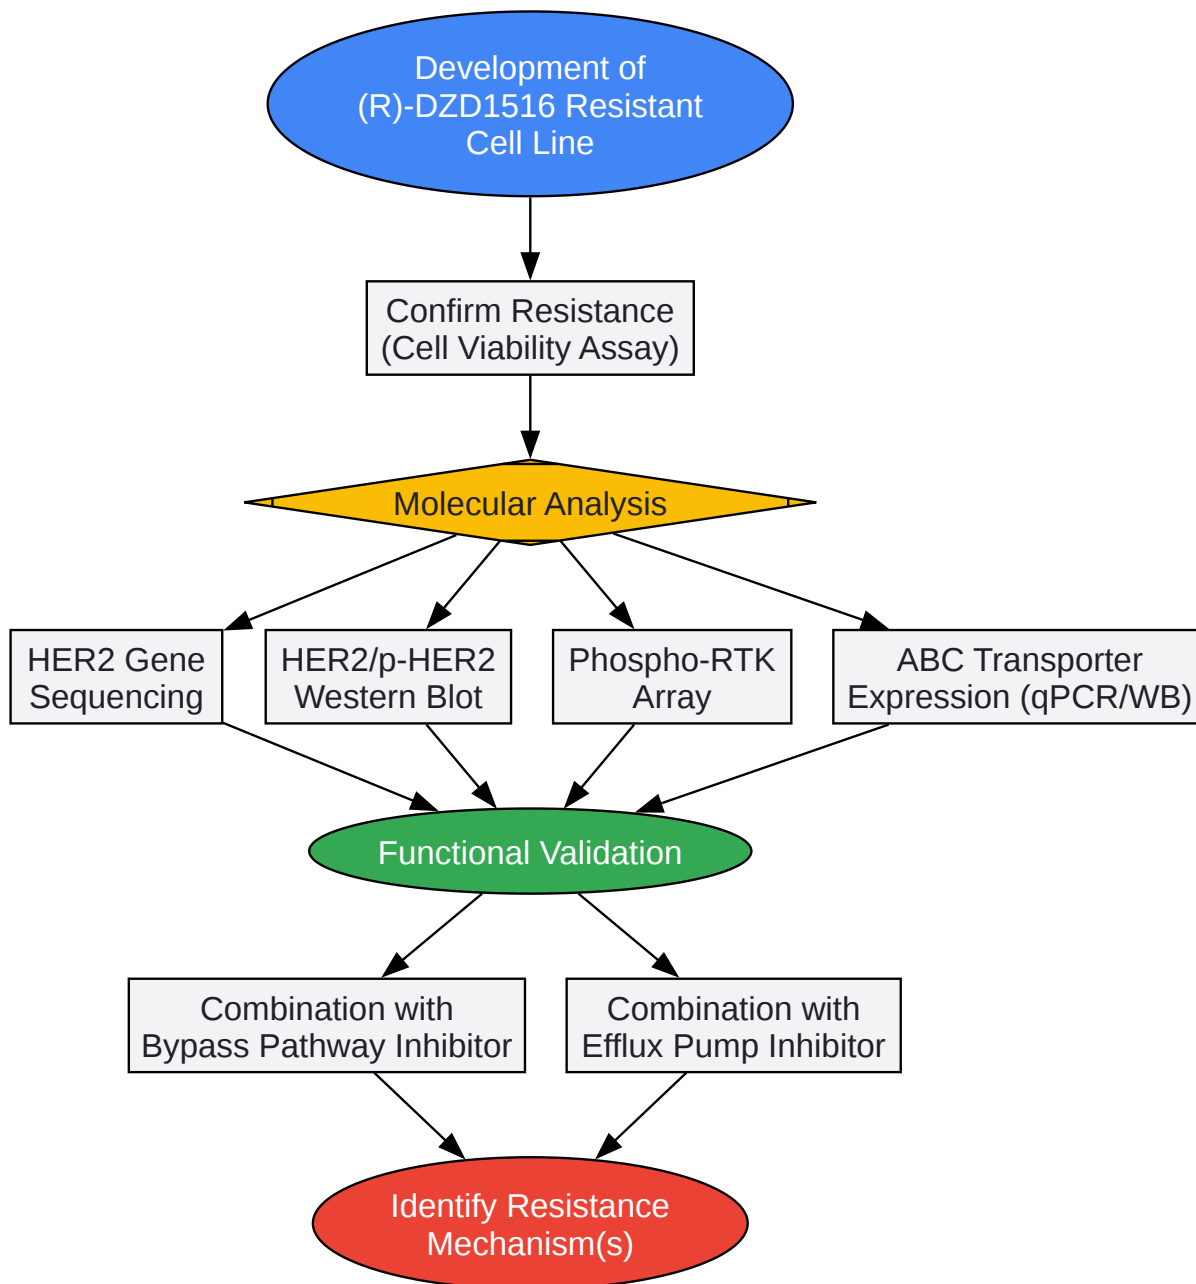 Development of
(R)-DZD1516 Resistant
Cell Line
Confirm Resistance
(Cell Viability Assay)
Molecular Analysis
HER2 Gene
Sequencing
HER2/p-HER2
Western Blot
Phospho-RTK
Array
ABC Transporter
Expression (qPCR/WB)
Functional Validation
Combination with
Bypass Pathway Inhibitor
Combination with
Efflux Pump Inhibitor
Identify Resistance
Mechanism(s)